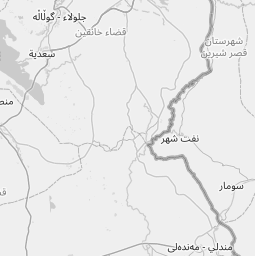 جلولاء - گوڵاڵە
قضاء خانقين
سعدية
شهرستان
قصر شیرین
نفت شهر
سومار
مندلي - مەندەلی